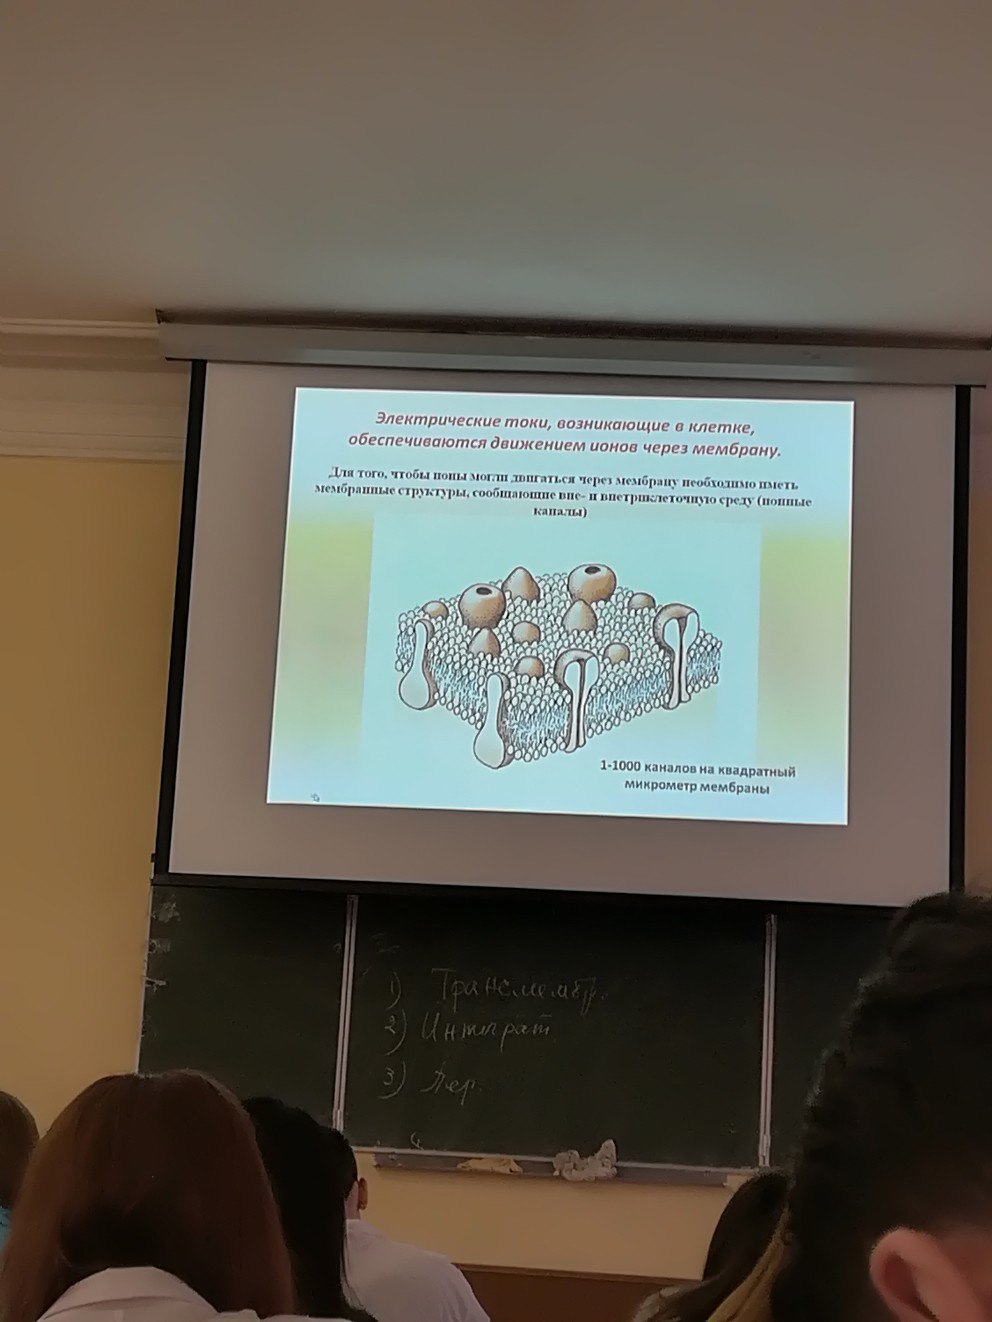 Электрические токи, возникающие в клетке,
обеспечиваются движением ионов через мембрану.
Для того, чтобы ионы могли двигаться через мембрану необходимо иметь
мембранные структуры, сообщающие вне- и внетриклеточную среду (ионные
каналы)
1-1000 каналов на квадратный
микрометр мембраны
1) Трансмембр.
2) Интеграт
3) Пер.